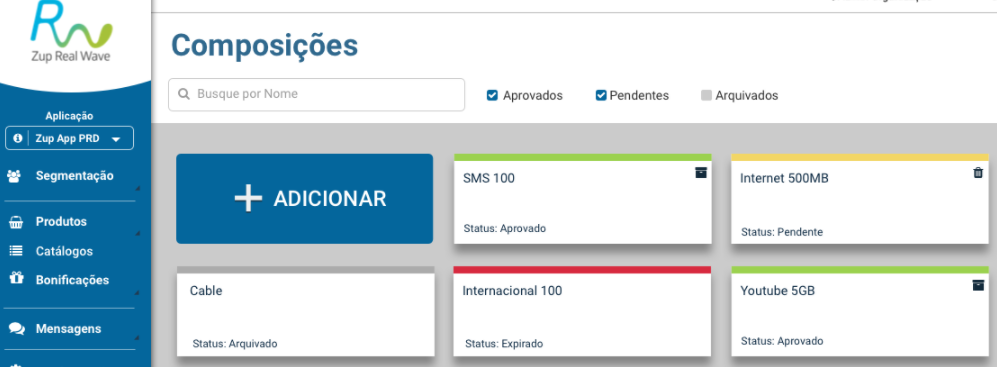 Zup Real Wave
Composições
Busque por Nome
Aprovados
Pendentes
Arquivados
Aplicação
Zup App PRD
Segmentação
Produtos
Catálogos
Bonificações
Mensagens
ADICIONAR
SMS 100
Status: Aprovado
Internet 500MB
Status: Pendente
Cable
Status: Arquivado
Internacional 100
Status: Expirado
Youtube 5GB
Status: Aprovado